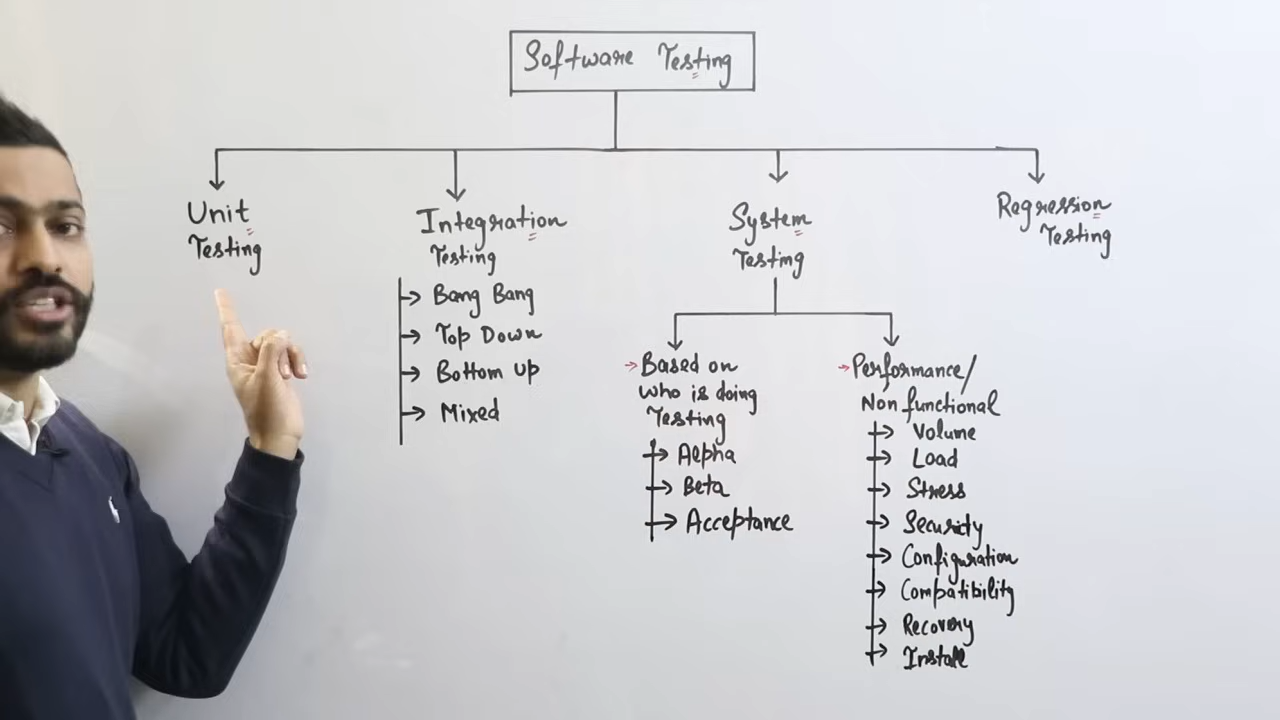 Software Testing
Unit
Testing
Integration
Testing
Bang Bang
Top Down
Bottom up
Mixed
System
Testing
Based on
who is doing
Testing
Alpha
Beta
Acceptance
Performance/
Non functional
Volume
Load
Stress
Security
Configuration
Compatibility
Recovery
Install
Regression
Testing